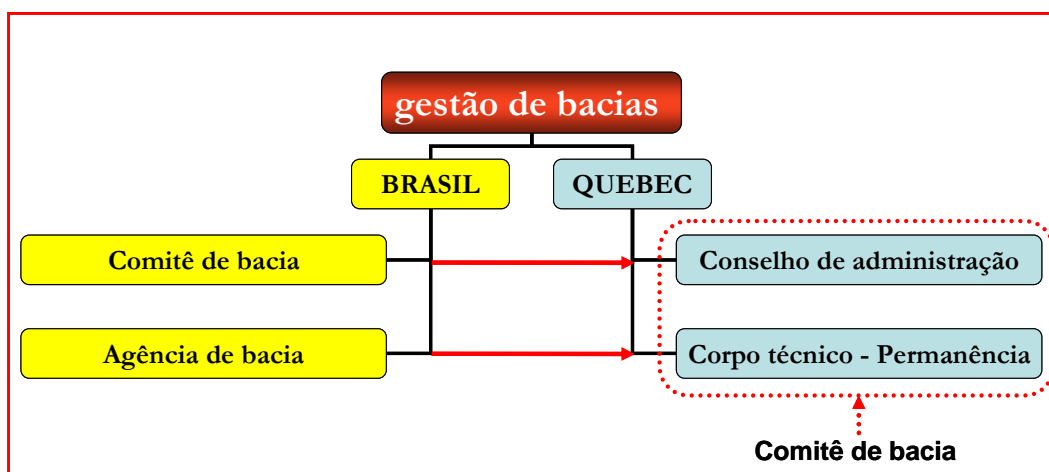 gestão de bacias
BRASIL
QUEBEC
Comitê de bacia
Conselho de administração
Agência de bacia
Corpo técnico - Permanência
Comitê de bacia